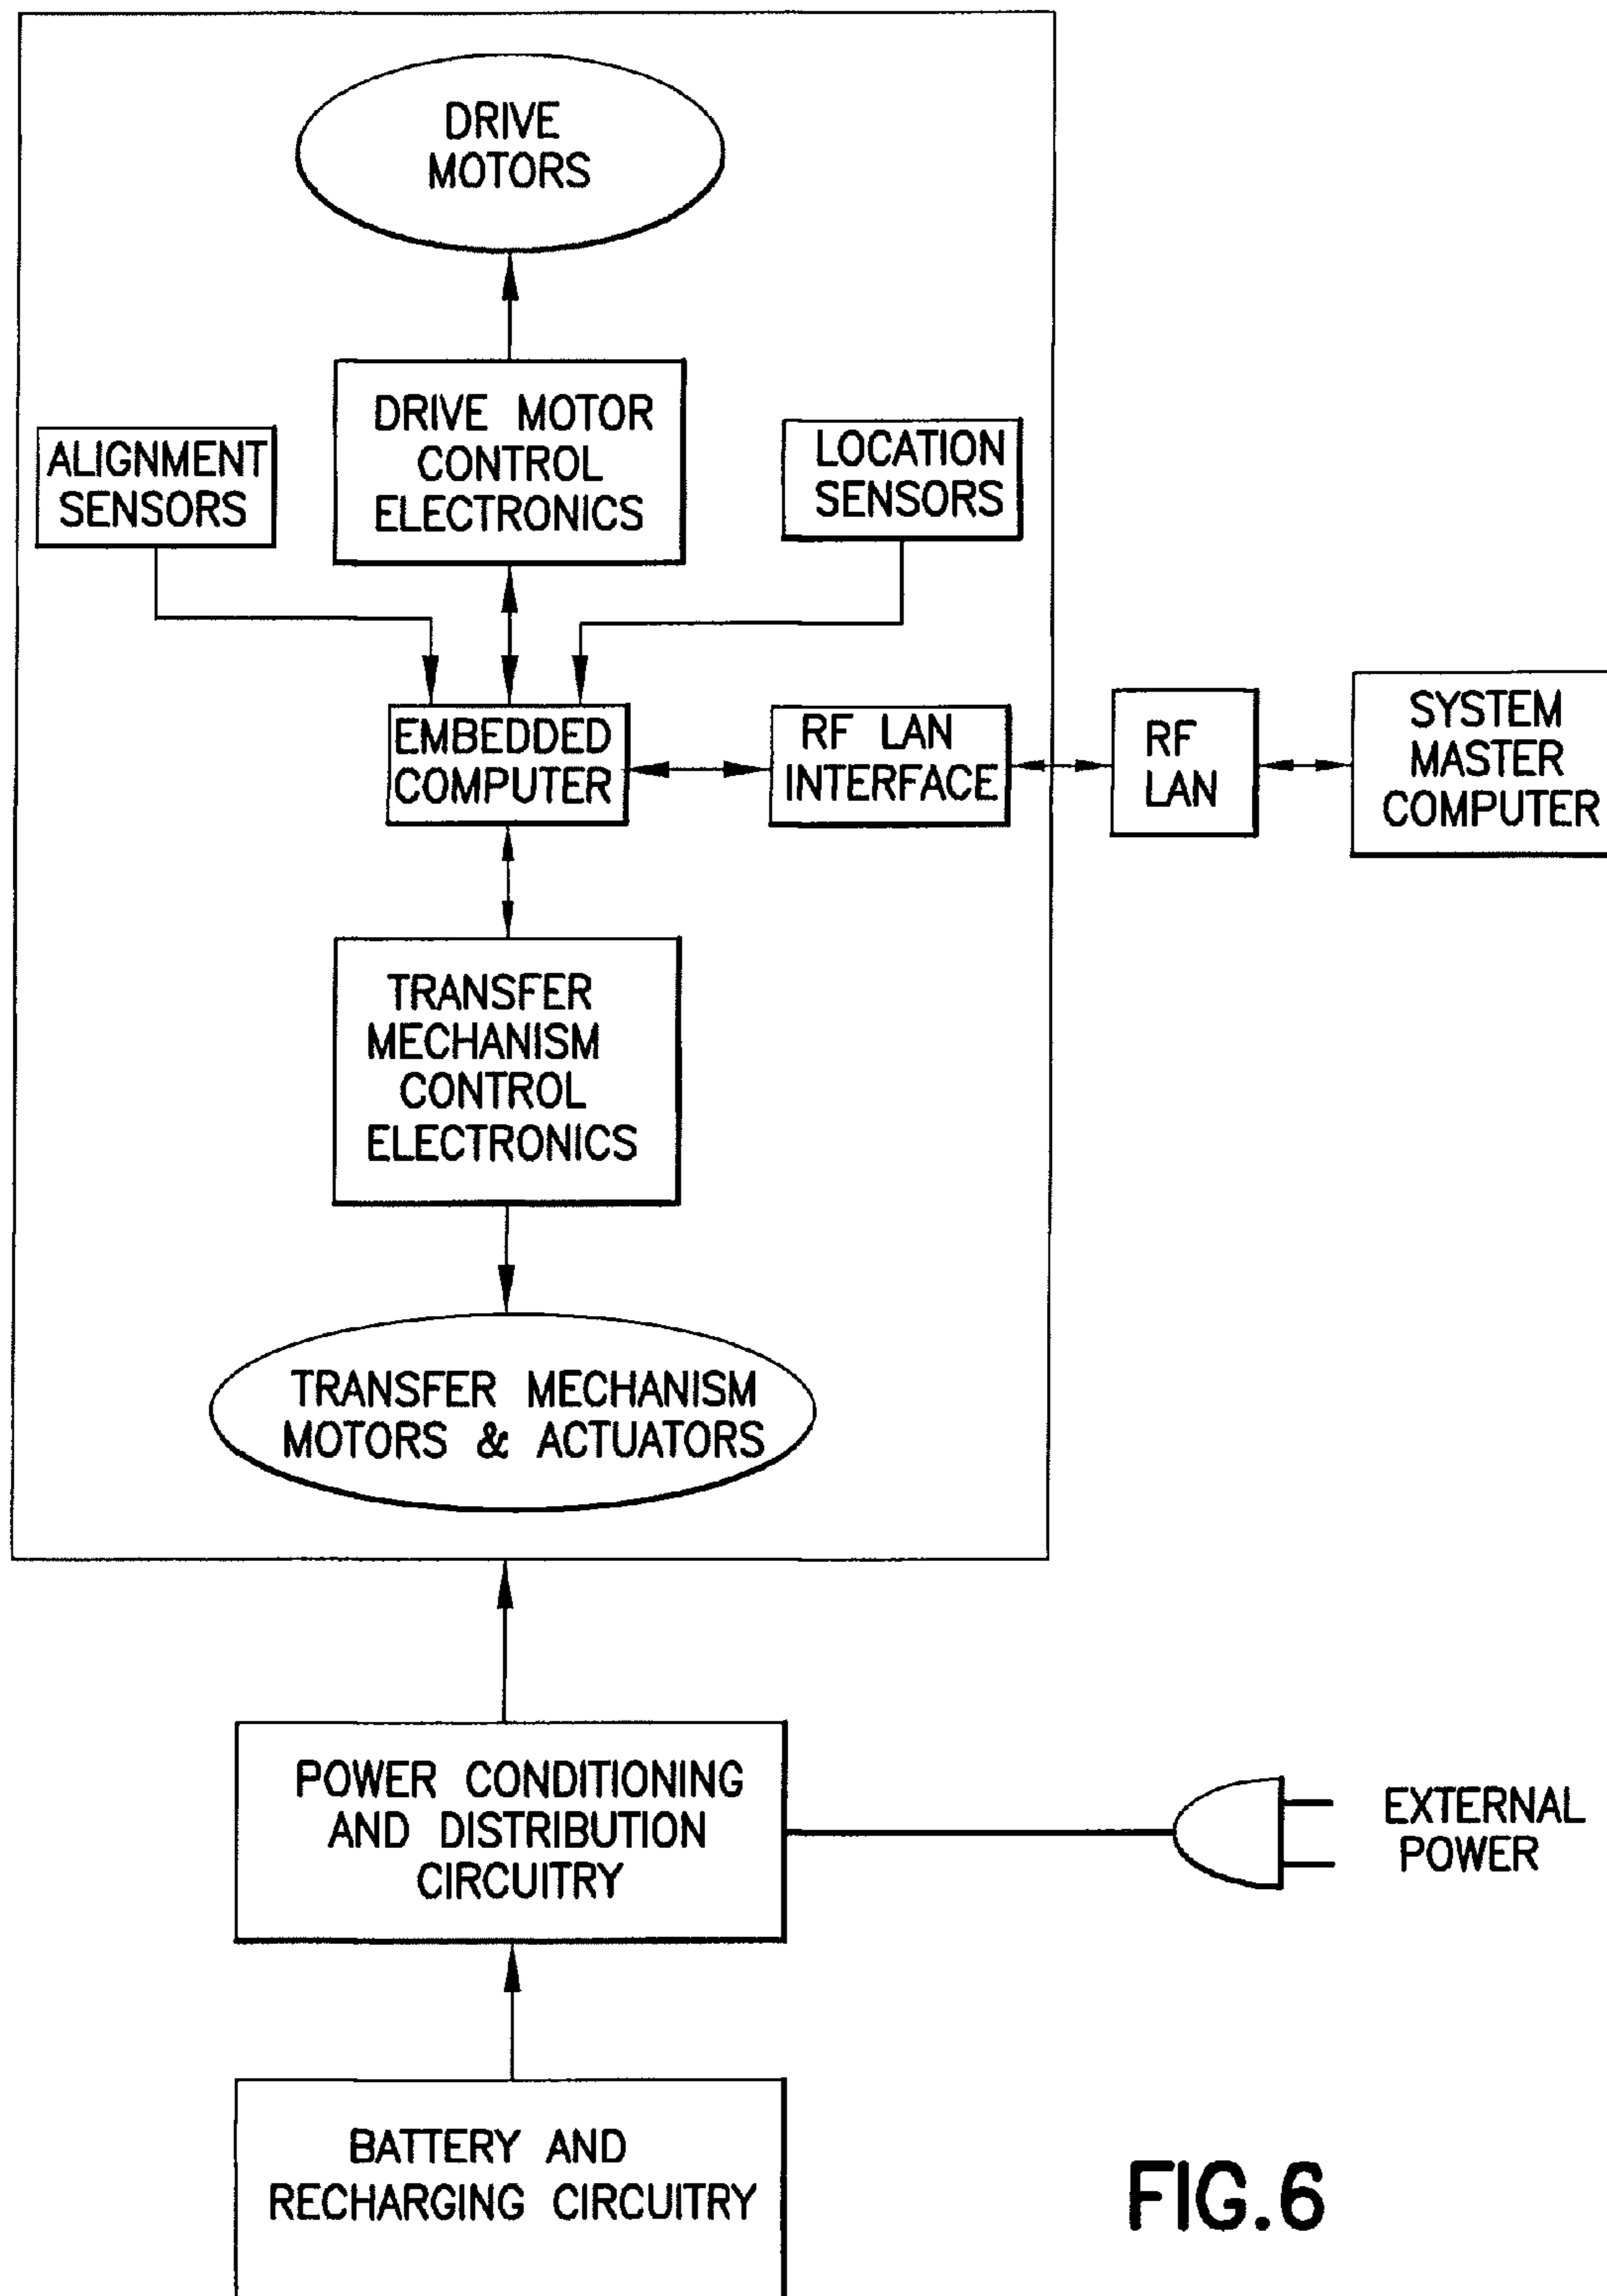 DRIVE
MOTORS
DRIVE MOTOR
CONTROL
ELECTRONICS
ALIGNMENT
SENSORS
LOCATION
SENSORS
EMBEDDED
COMPUTER
RF LAN
INTERFACE
RF
LAN
SYSTEM
MASTER
COMPUTER
TRANSFER
MECHANISM
CONTROL
ELECTRONICS
TRANSFER MECHANISM
MOTORS & ACTUATORS
POWER CONDITIONING
AND DISTRIBUTION
CIRCUITRY
EXTERNAL
POWER
BATTERY AND
RECHARGING CIRCUITRY
FIG.6